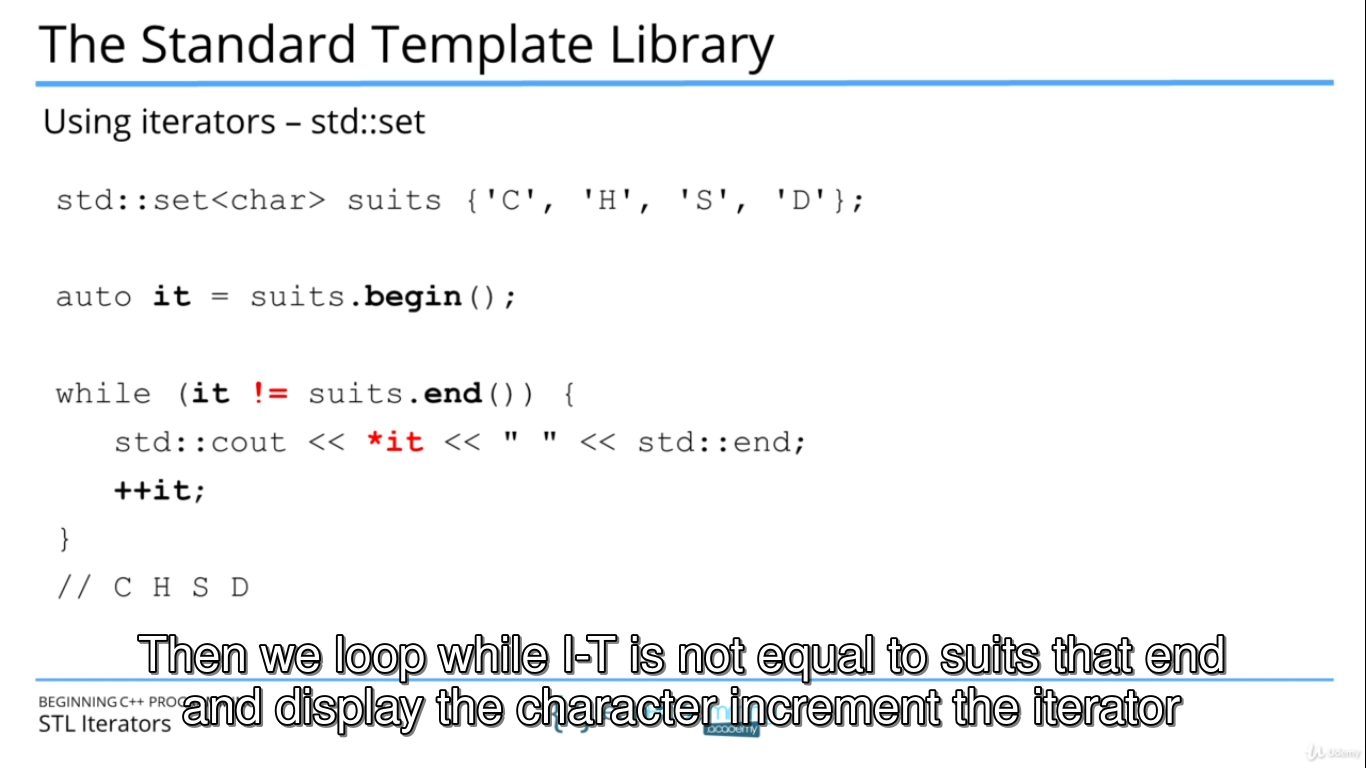 The Standard Template Library
Using iterators – std::set
std::set<char> suits {'C', 'H', 'S', 'D'};
auto it = suits.begin();
while (it != suits.end()) {
std::cout << *it << " " << std::end;
++it;
}
// C H S D
Then we loop while I-T is not equal to suits that end
and display the character increment the iterator
BEGINNING C++
STL Iterators
academy
Udemy